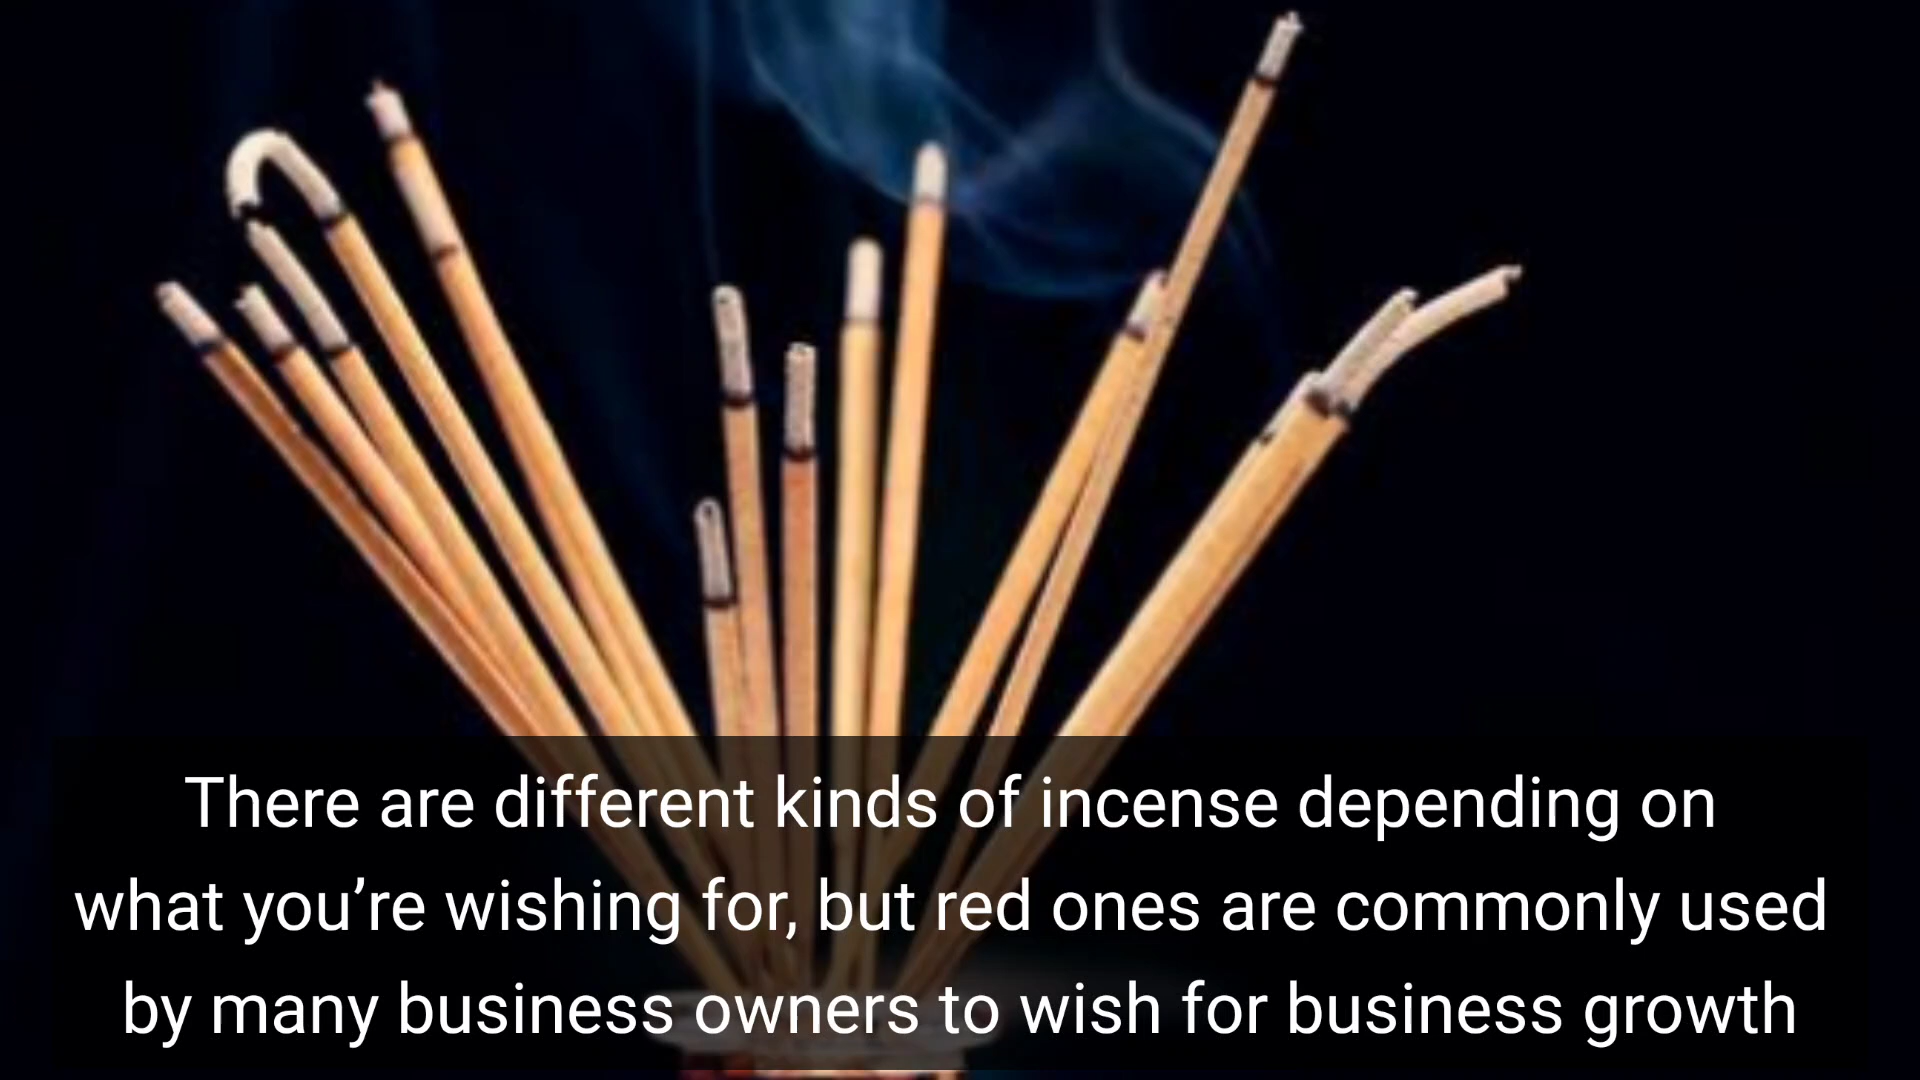 There are different kinds of incense depending on
what you’re wishing for, but red ones are commonly used
by many business owners to wish for business growth